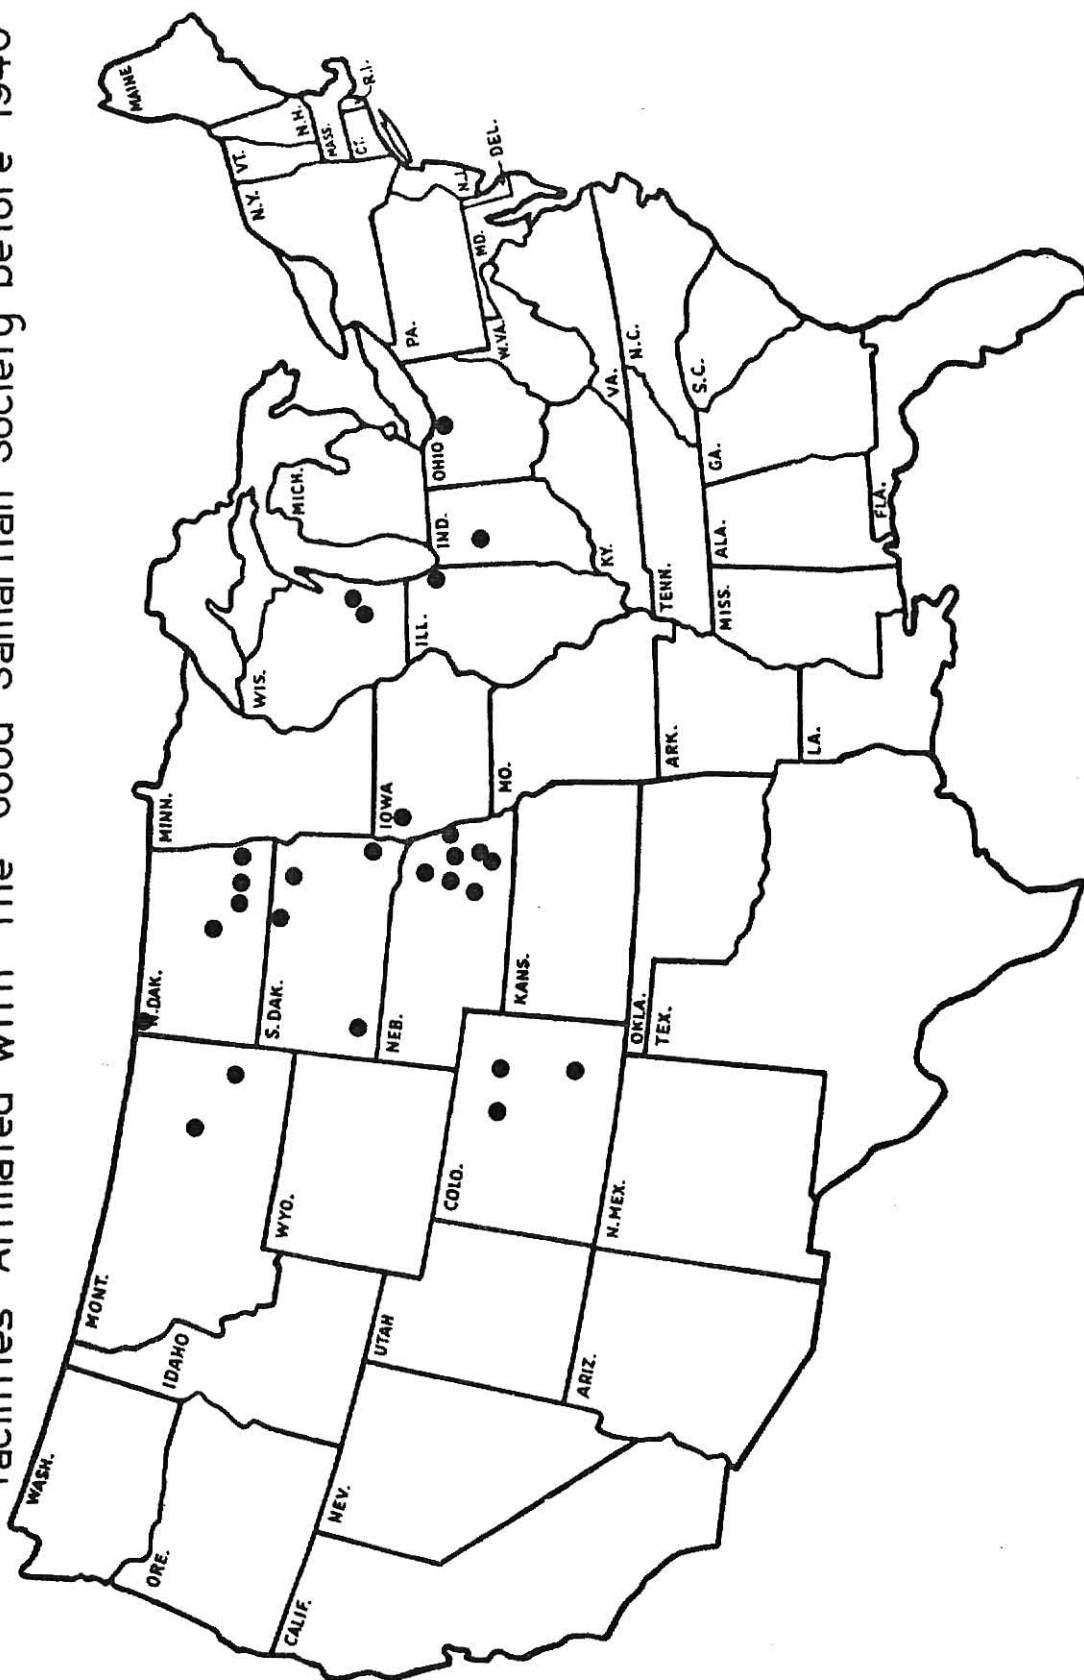 Facilities Affiliated with the Good Samaritan Society before 1940
WASH.
ORE.
CALIF.
NEV.
IDAHO
MONT.
WYO.
UTAH
ARIZ.
COLO.
N.MEX.
N.DAK.
S.DAK.
NEB.
KANS.
OKLA.
TEX.
MINN.
IOWA
MO.
ARK.
LA.
WIS.
ILL.
MICH.
IND.
OHIO
KY.
TENN.
MISS.
ALA.
GA.
FLA.
S.C.
N.C.
VA.
W.VA.
PA.
MD.
DEL.
N.J.
N.Y.
VT.
N.H.
MASS.
CT.
R.I.
MAINE